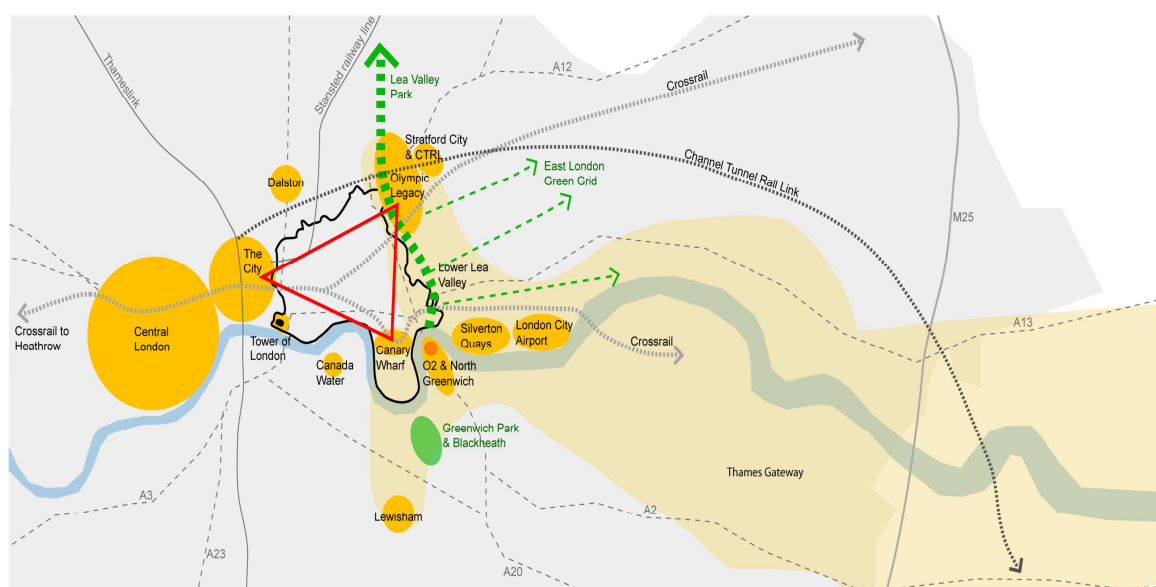 Thameslink
Stansted railway line
A12
Crossrail
Lea Valley
Park
Stratford City
& CTRL
Olympic
Legacy
East London
Green Grid
Channel Tunnel Rail Link
Dalston
M25
The
City
Lower Lea
Valley
Crossrail to
Heathrow
Central
London
Tower of
London
Canada
Water
Canary
Wharf
Silverton
Quays
London City
Airport
O2 & North
Greenwich
Crossrail
A13
Greenwich Park
& Blackheath
Thames Gateway
A3
Lewisham
A2
A23
A20